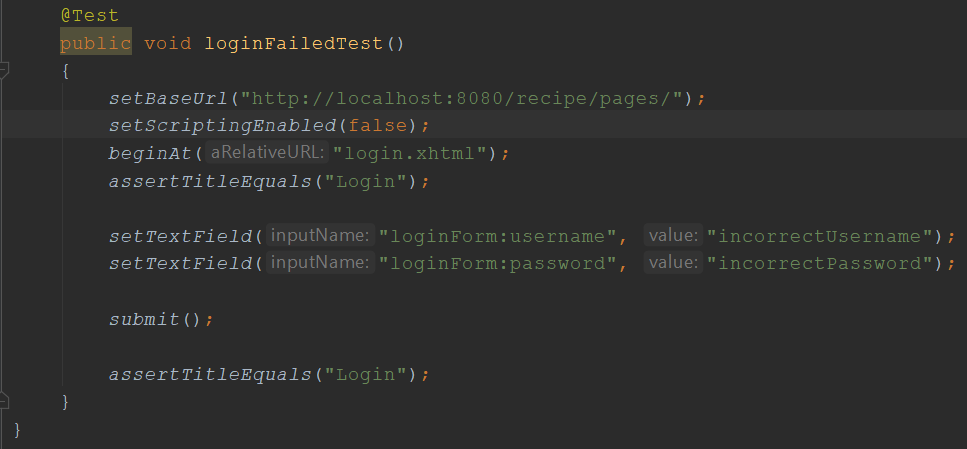 @Test
public void loginFailedTest()
{
setBaseUrl("http://localhost:8080/recipe/pages/");
setScriptingEnabled(false);
beginAt( aRelativeURL: "login.xhtml");
assertTitleEquals("Login");
setTextField( inputName: "loginForm:username", value: "incorrectUsername");
setTextField( inputName: "loginForm:password", value: "incorrectPassword");
submit();
assertTitleEquals("Login");
}
}